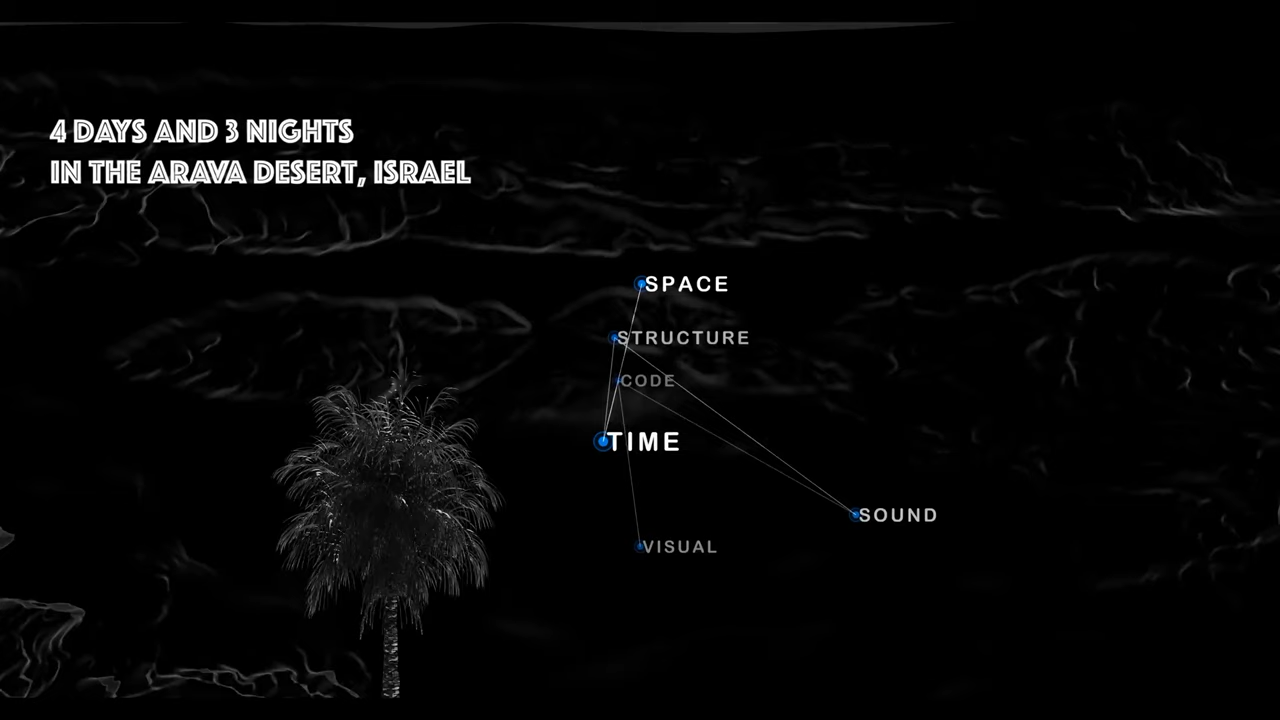 4 DAYS AND 3 NIGHTS
IN THE ARAVA DESERT, ISRAEL
SPACE
STRUCTURE
CODE
TIME
SOUND
VISUAL